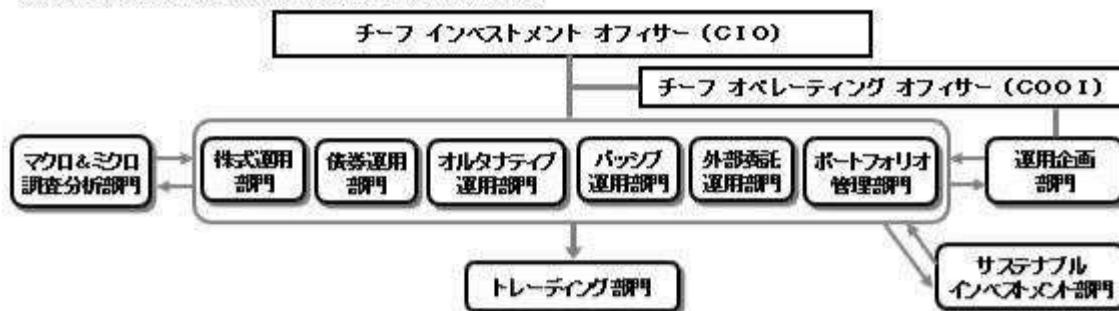 チーフ インベストメント オフィサー (CIO)
チーフ オペレーティング オフィサー (COOI)
マクロ&ミクロ
調査分析部門
株式運用
部門
債券運用
部門
オルタナティブ
運用部門
パッシブ
運用部門
外部委託
運用部門
ポートフォリオ
管理部門
運用企画
部門
トレーディング部門
サステナブル
インベストメント部門